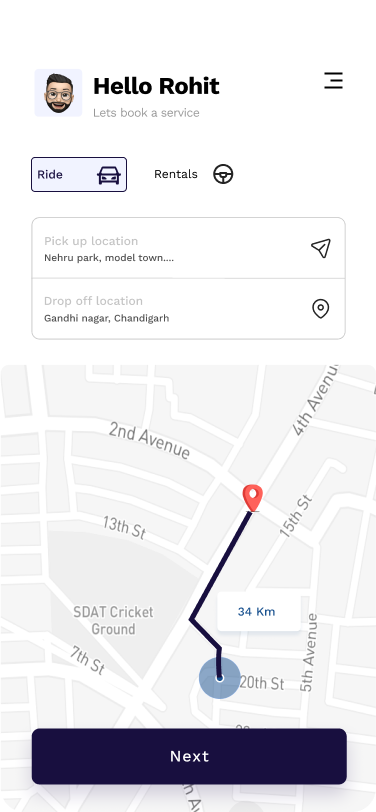 Hello Rohit
Lets book a service
Ride
Rentals
Pick up location
Nehru park, model town....
Drop off location
Gandhi nagar, Chandigarh
4th Avenue
2nd Avenue
15th St
13th St
34 Km
SDAT Cricket
Ground
5th Avenue
7th St
20th St
Next